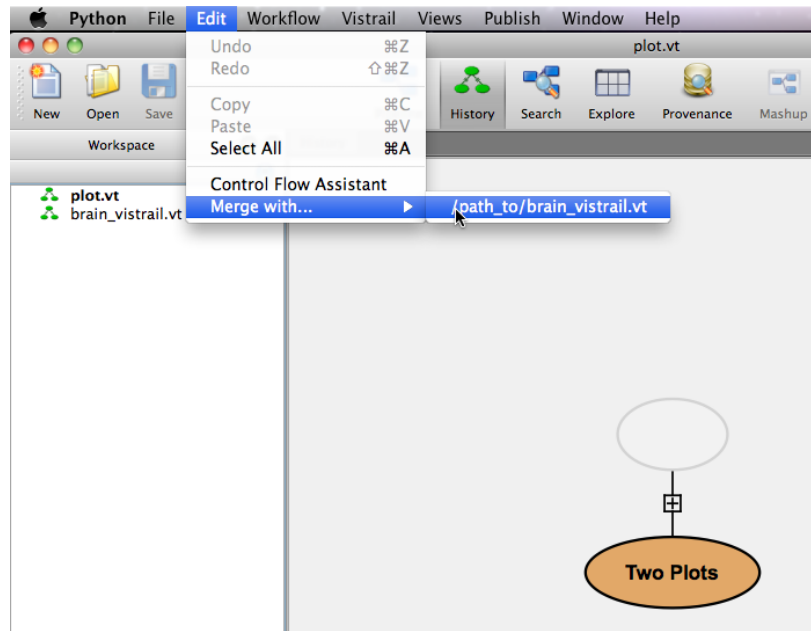 Python File Edit Workflow Vistrail Views Publish Window Help
plot.vt
Undo ⌘Z
Redo ⇧⌘Z
Copy ⌘C
Paste ⌘V
Select All ⌘A
Control Flow Assistant
Merge with... ▶
/path_to/brain_vistrail.vt
New Open Save History Search Explore Provenance Mashup
Workspace
plot.vt
brain_vistrail.vt
Two Plots